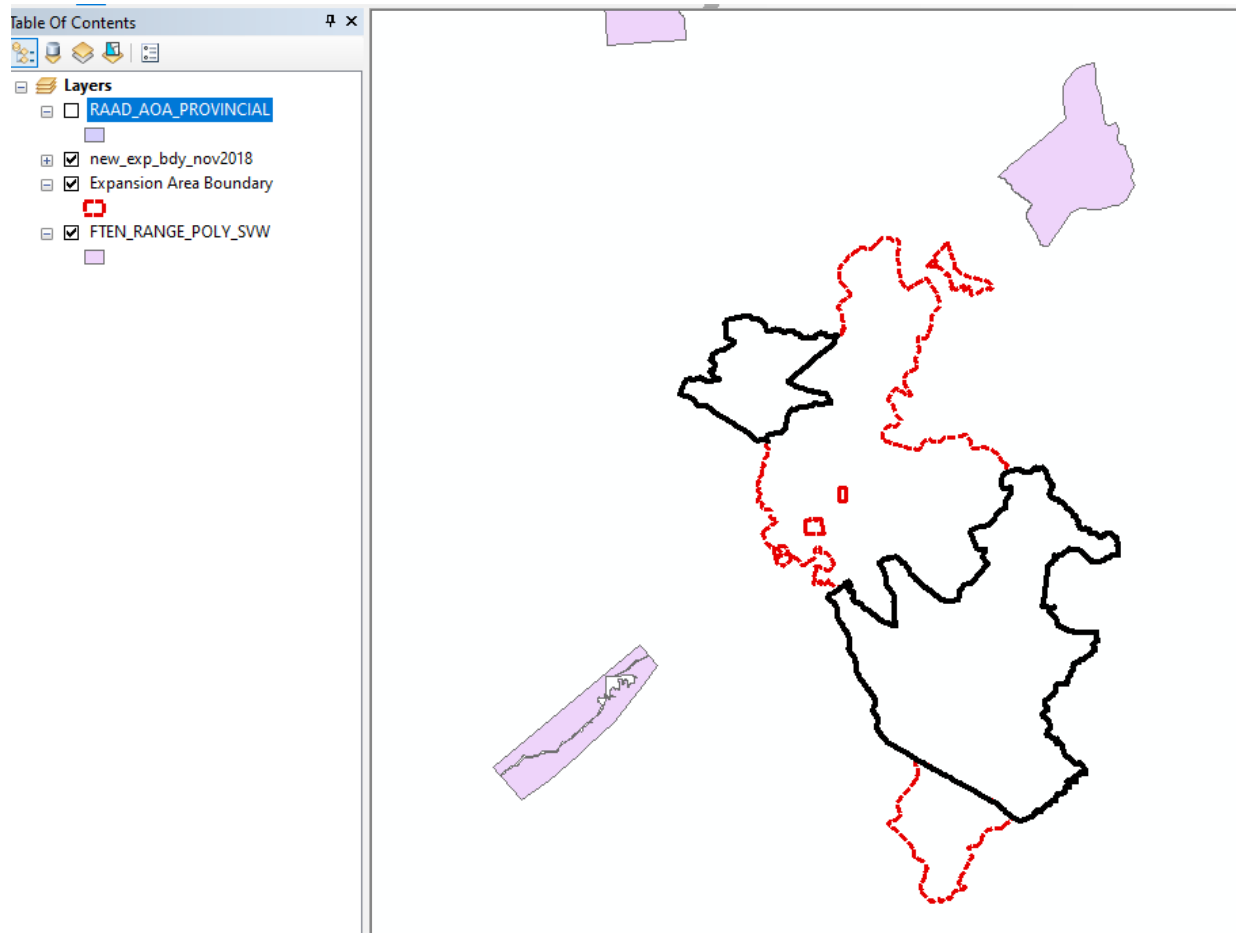 Table Of Contents
Layers
RAAD_AOA_PROVINCIAL
new_exp_bdy_nov2018
Expansion Area Boundary
FTEN_RANGE_POLY_SVW